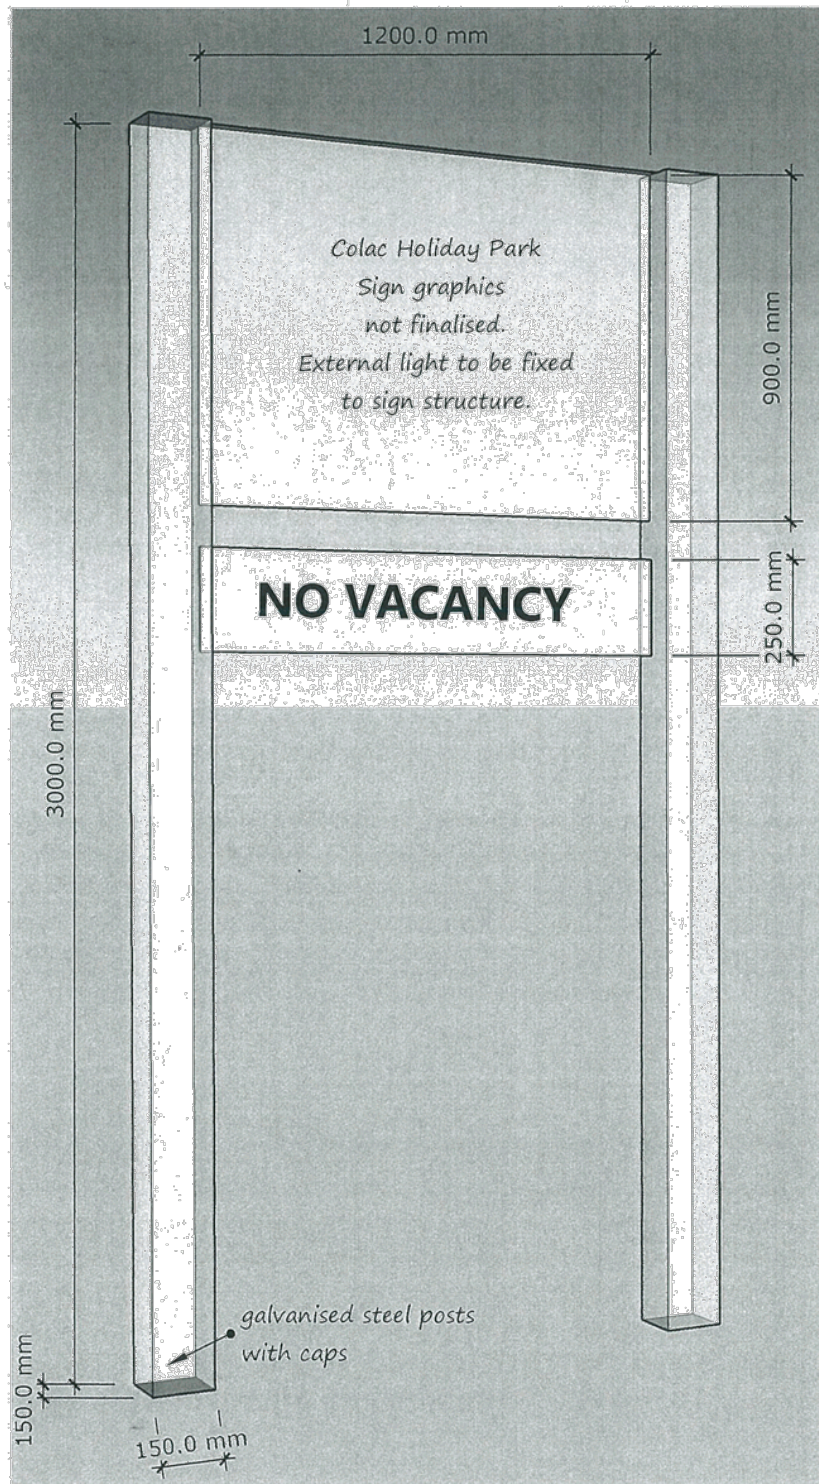 1200.0 mm
Colac Holiday Park
Sign graphics
not finalised.
External light to be fixed
to sign structure.
900.0 mm
NO VACANCY
250.0 mm
3000.0 mm
galvanised steel posts
with caps
150.0 mm
150.0 mm